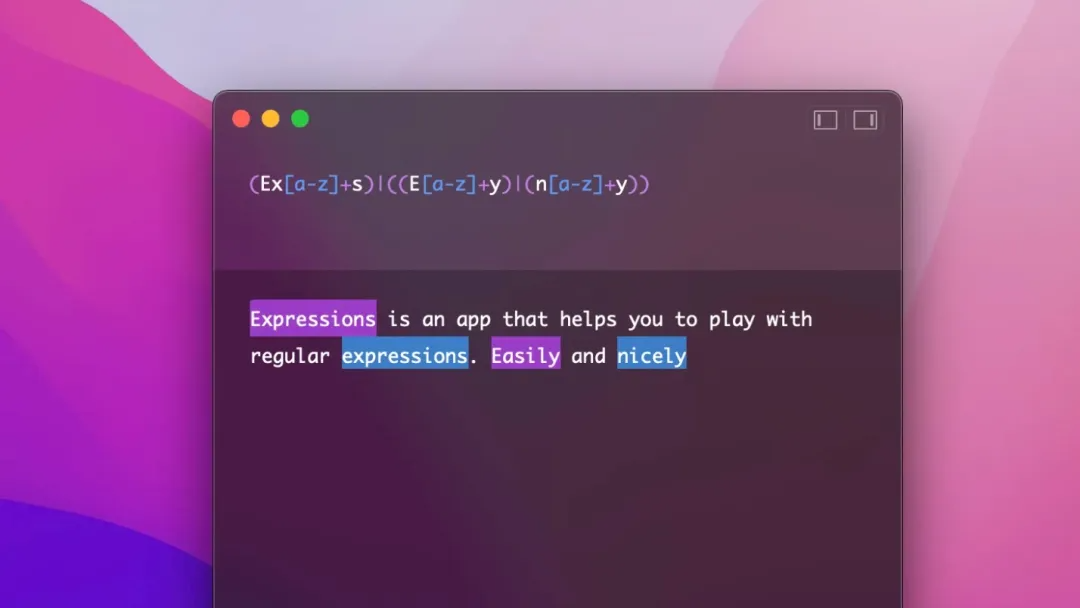 (Ex[a-z]+s)|((E[a-z]+y)|(n[a-z]+y))
Expressions is an app that helps you to play with
regular expressions. Easily and nicely